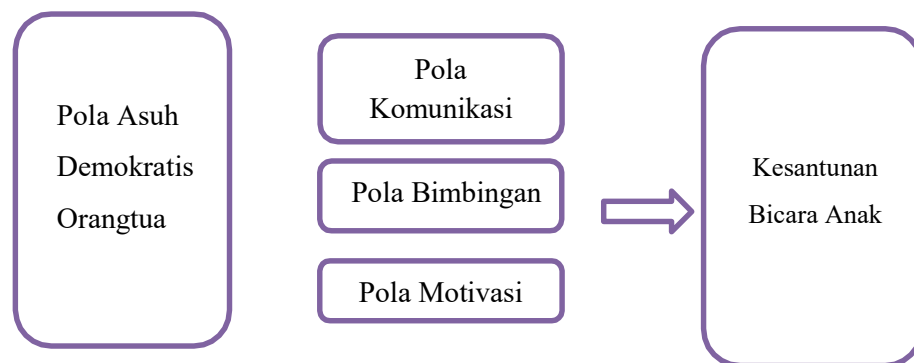 Pola Asuh
Demokratis
Orangtua
Pola
Komunikasi
Pola Bimbingan
Pola Motivasi
Kesantunan
Bicara Anak